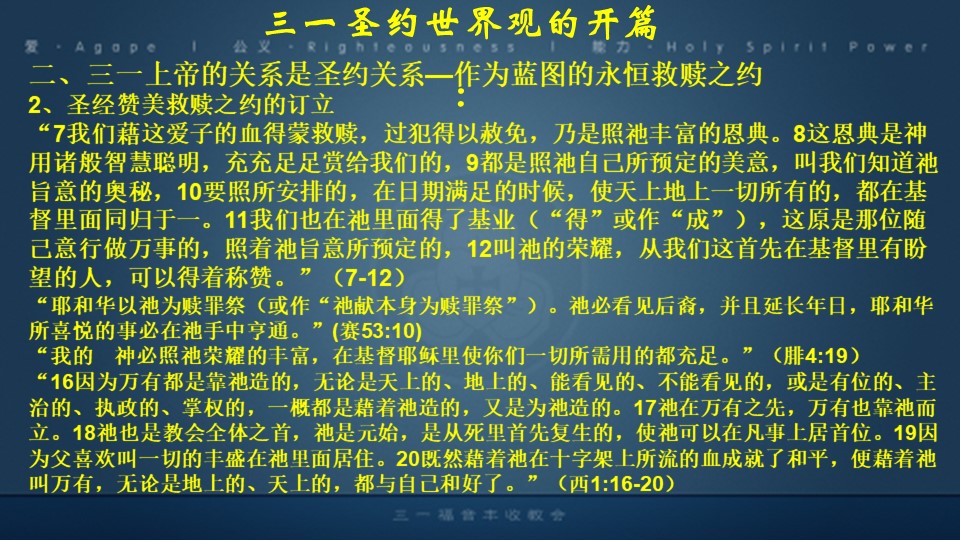 三一圣约世界观的开篇
爱·Agape | 公义·Righteousness | 能力·Holy Spirit Power
二、三一上帝的关系是圣约关系—作为蓝图的永恒救赎之约
2、圣经赞美救赎之约的订立
“7我们藉这爱子的血得蒙救赎，过犯得以赦免，乃是照祂丰富的恩典。8这恩典是神
用诸般智慧聪明，充充足足赏给我们的，9都是照祂自己所预定的美意，叫我们知道祂
旨意的奥秘，10要照所安排的，在日期满足的时候，使天上地上一切所有的，都在基
督里面同归于一。11我们也在祂里面得了基业（“得”或作“成”），这原是那位随
己意行做万事的，照着祂旨意所预定的，12叫祂的荣耀，从我们这首先在基督里有盼
望的人，可以得着称赞。”（7-12）
“耶和华以祂为赎罪祭（或作“祂献本身为赎罪祭”）。祂必看见后裔，并且延长年日，耶和华
所喜悦的事必在祂手中亨通。”(赛53:10)
“我的　神必照祂荣耀的丰富，在基督耶稣里使你们一切所需用的都充足。”（腓4:19）
“16因为万有都是靠祂造的，无论是天上的、地上的、能看见的、不能看见的，或是有位的、主
治的、执政的、掌权的，一概都是藉着祂造的，又是为祂造的。17祂在万有之先，万有也靠祂而
立。18祂也是教会全体之首，祂是元始，是从死里首先复生的，使祂可以在凡事上居首位。19因
为父喜欢叫一切的丰盛在祂里面居住。20既然藉着祂在十字架上所流的血成就了和平，便藉着祂
叫万有，无论是地上的、天上的，都与自己和好了。”（西1:16-20）
三一福音丰收教会